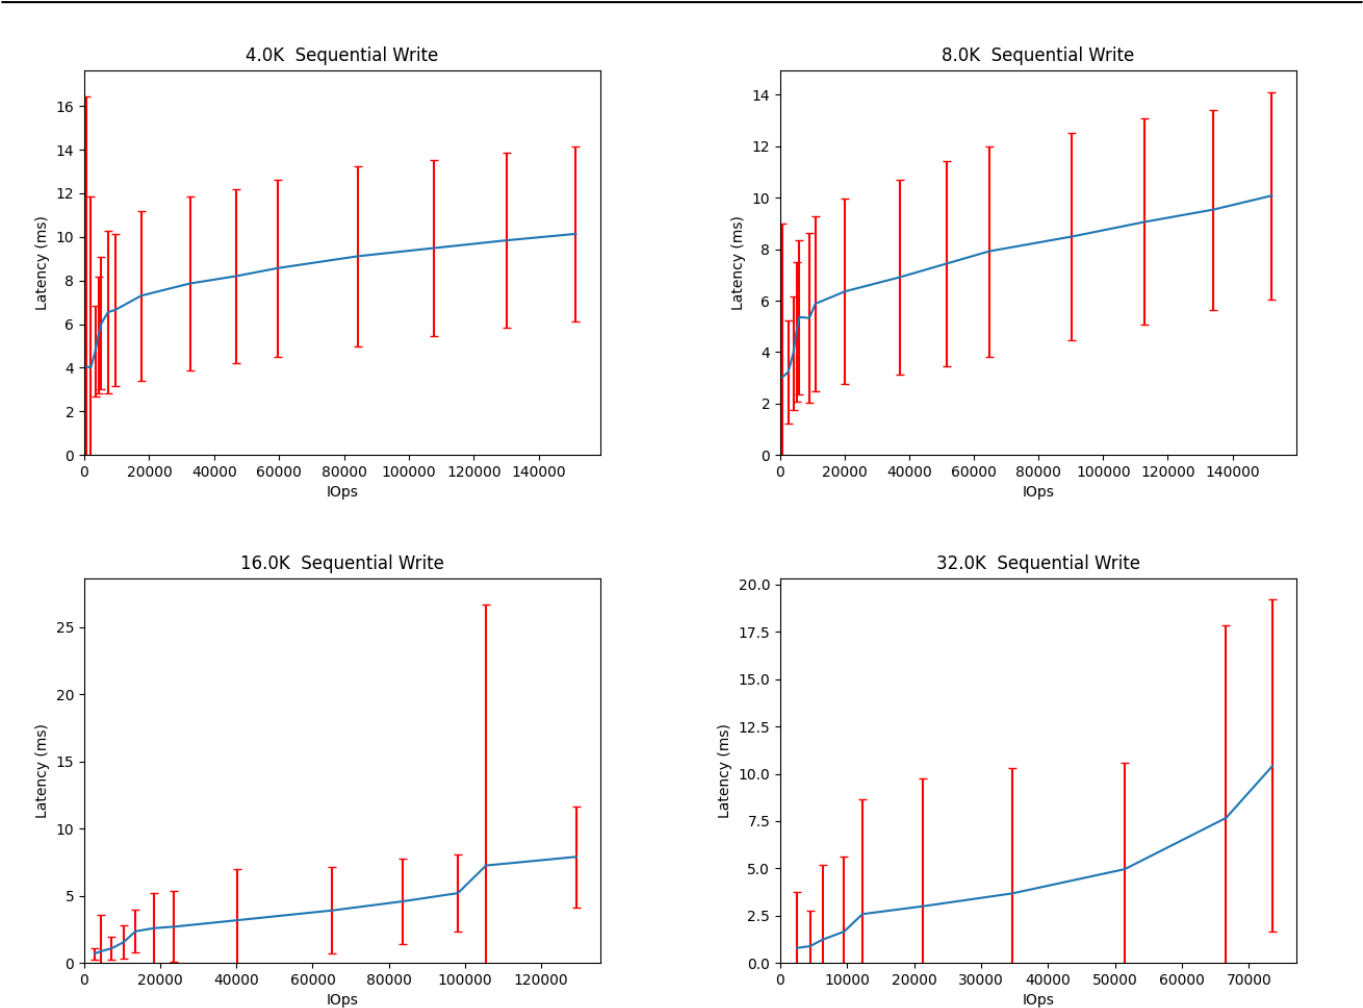 4.0K  Sequential Write
16
14
12
10
8
6
4
2
0
Latency (ms)
0 20000 40000 60000 80000 100000 120000 140000
IOps
8.0K  Sequential Write
14
12
10
8
6
4
2
0
Latency (ms)
0 20000 40000 60000 80000 100000 120000 140000
IOps
16.0K  Sequential Write
25
20
15
10
5
0
Latency (ms)
0 20000 40000 60000 80000 100000 120000
IOps
32.0K  Sequential Write
20.0
17.5
15.0
12.5
10.0
7.5
5.0
2.5
0.0
Latency (ms)
0 10000 20000 30000 40000 50000 60000 70000
IOps